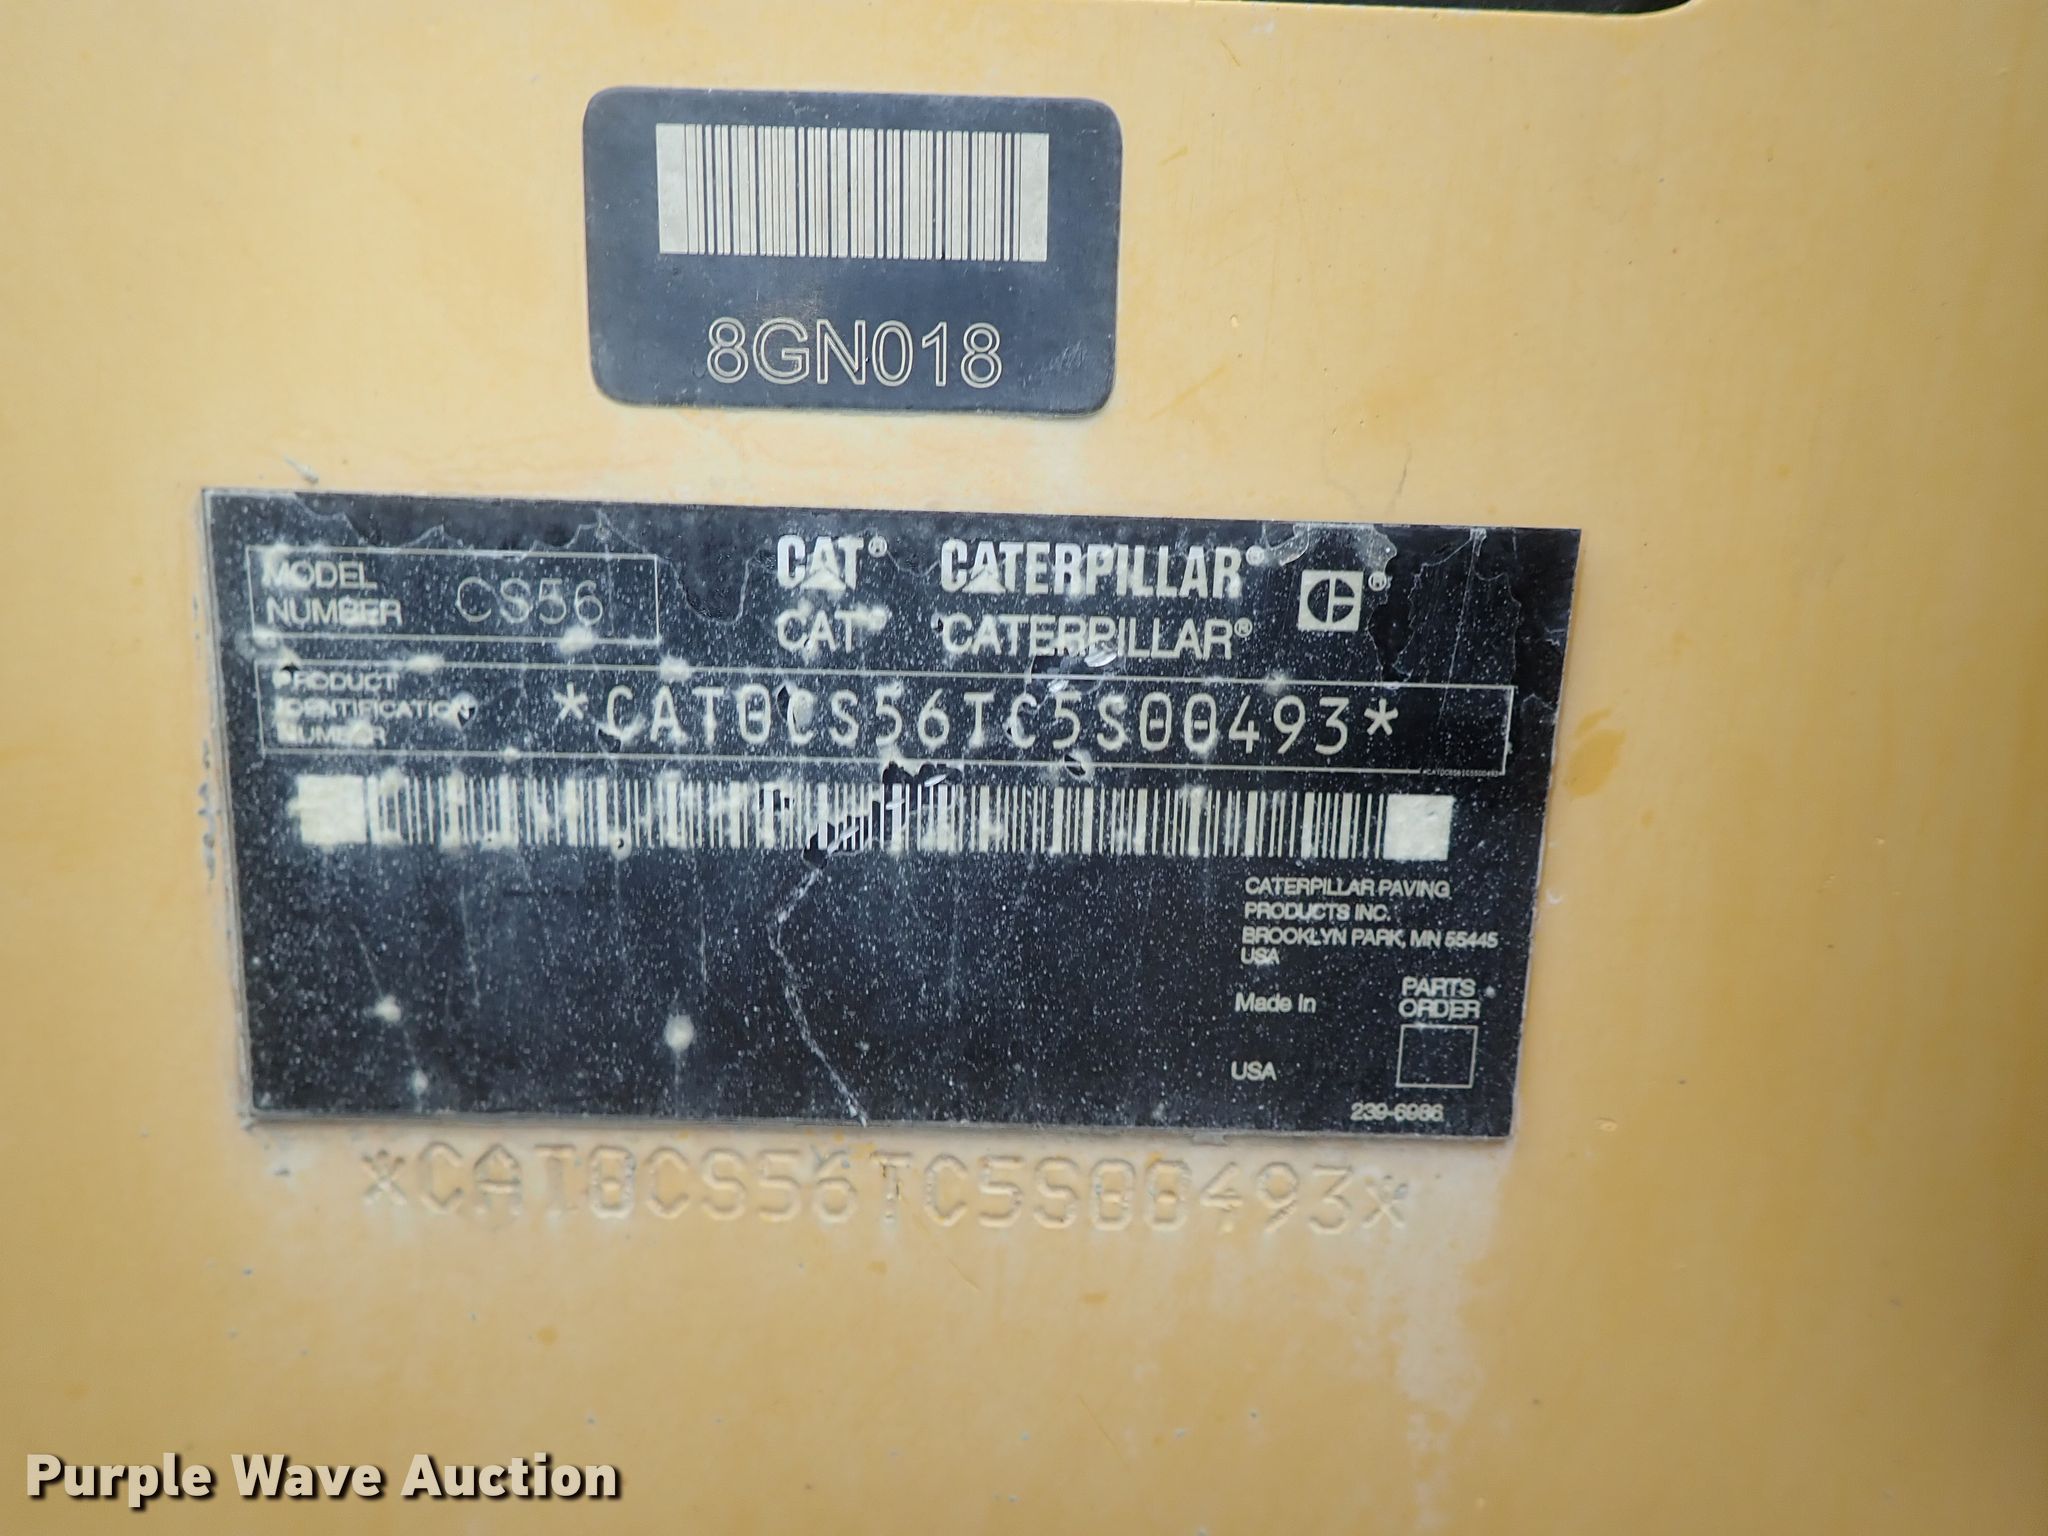 8GN018
MODEL NUMBER CS56
CAT® CATERPILLAR® ®
CAT® CATERPILLAR®
PRODUCT IDENTIFICATION NUMBER *CAT0CS56TC5S00493*
*CAT0CS56TC5S00493*
CATERPILLAR PAVING
PRODUCTS INC.
BROOKLYN PARK, MN 55445
USA
Made In
USA
PARTS
ORDER
239-6986
*CAT0CS56TC5S00493*
Purple Wave Auction